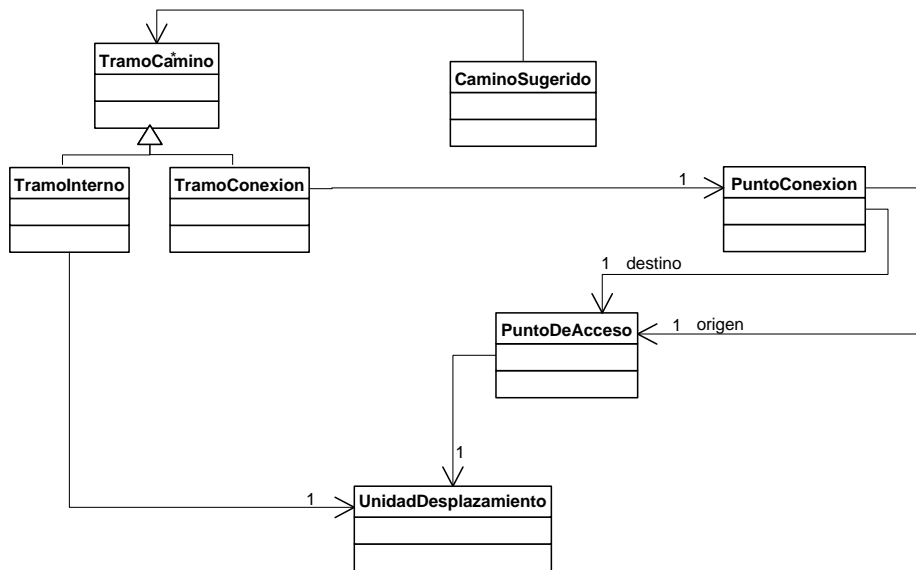 *
TramoCamino
CaminoSugerido
TramoInterno
TramoConexion
1
PuntoConexion
1 destino
PuntoDeAcceso
1 origen
1
1
UnidadDesplazamiento